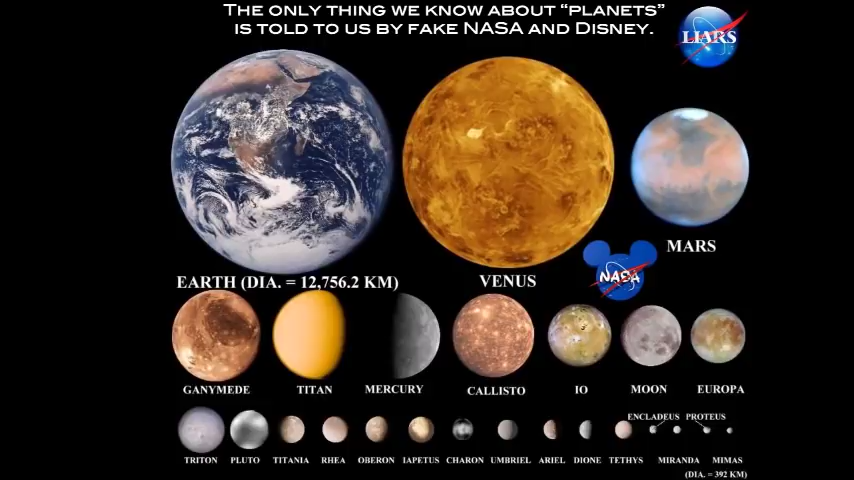 THE ONLY THING WE KNOW ABOUT “PLANETS”
IS TOLD TO US BY FAKE NASA AND DISNEY.
LIARS
MARS
NASA
EARTH (DIA. = 12,756.2 KM)
VENUS
GANYMEDE
TITAN
MERCURY
CALLISTO
IO
MOON
EUROPA
ENCLADEUS
PROTEUS
TRITON
PLUTO
TITANIA
RHEA
OBERON
IAPETUS
CHARON
UMBRIEL
ARIEL
DIONE
TETHYS
MIRANDA
MIMAS
(DIA. = 392 KM)